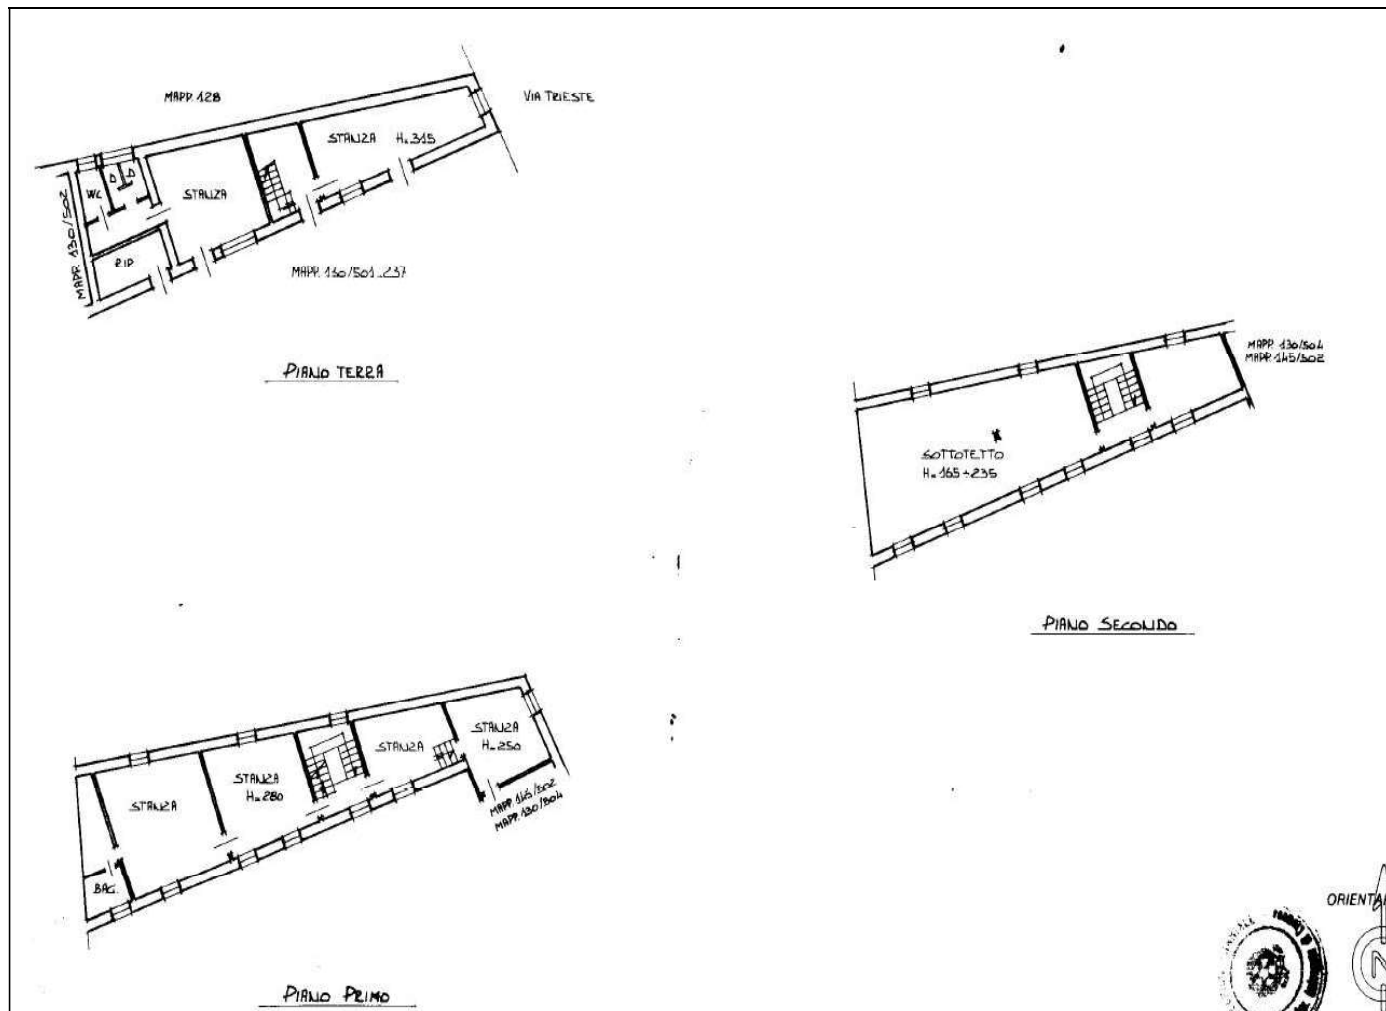 MAPP. 128
VIA TRIESTE
STANZA H=315
WC
D
D
STANZA
MAPP. 130/502
RIP
MAPP. 130/501-237
PIANO TERRA
MAPP. 130/504
MAPP. 145/502
SOTTOTETTO
H=165÷235
PIANO SECONDO
STANZA
H=250
STANZA
STANZA
H=280
STANZA
MAPP. 145/502
MAPP. 130/504
BAG.
PIANO PRIMO
ORIENTA
N